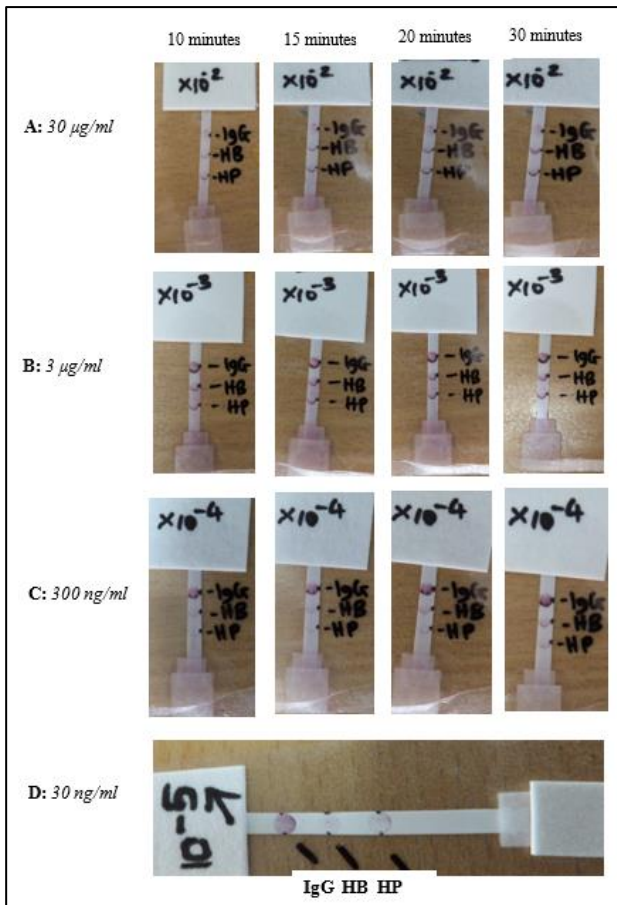 10 minutes 15 minutes 20 minutes 30 minutes
A: 30 µg/ml
×10-2 ×10-2 ×10-2 ×10-2
-IgG -IgG -IgG -IgG
-HB -HB -HB -HB
-HP -HP -HP -HP
B: 3 µg/ml
×10-3 ×10-3 ×10-3 ×10-3
-IgG -IgG -IgG -IgG
-HB -HB -HB -HB
-HP -HP -HP -HP
C: 300 ng/ml
×10-4 ×10-4 ×10-4 ×10-4
-IgG -IgG -IgG -IgG
-HB -HB -HB -HB
-HP -HP -HP -HP
D: 30 ng/ml
×10-5
IgG HB HP